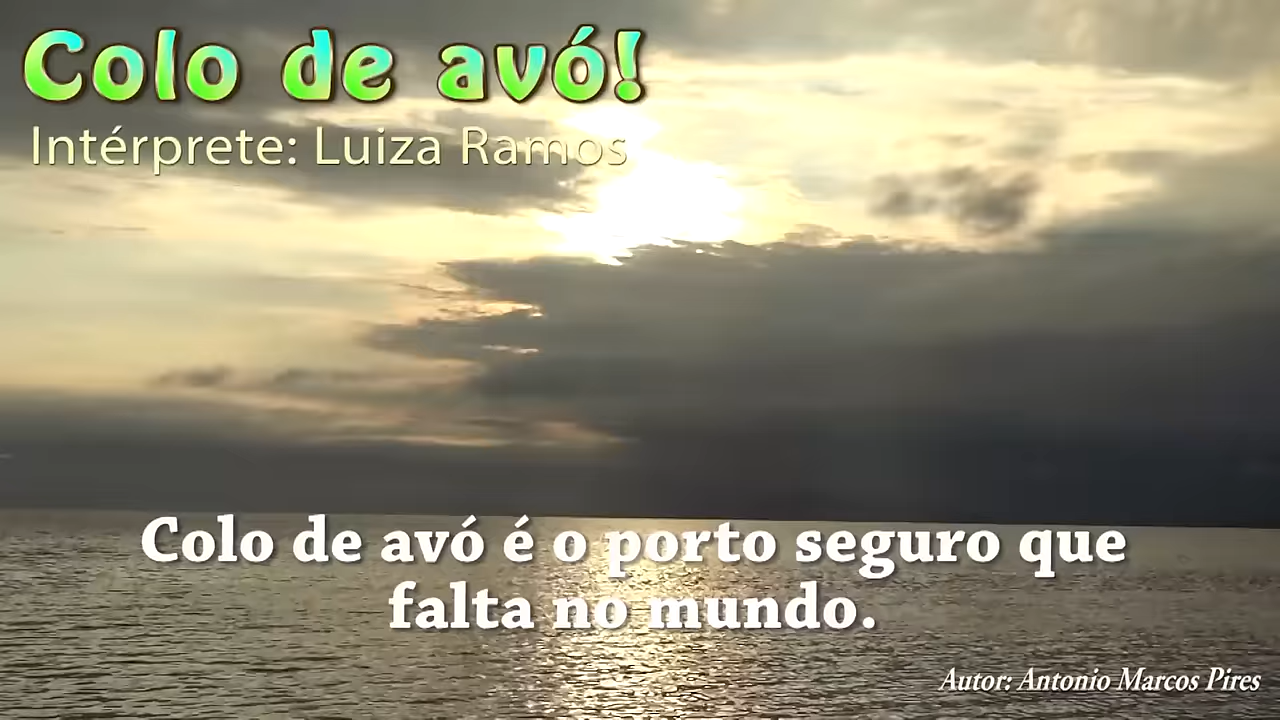 Colo de avó!
Intérprete: Luiza Ramos
Colo de avó é o porto seguro que
falta no mundo.
Autor: Antonio Marcos Pires